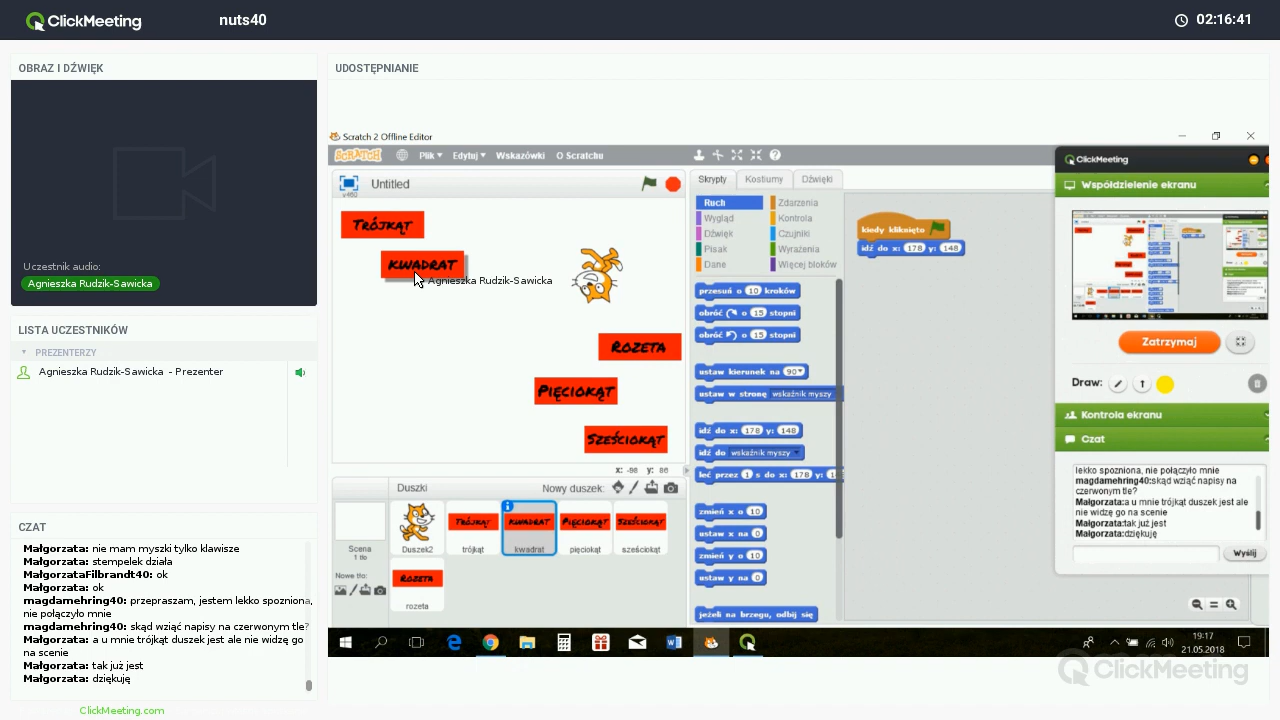 ClickMeeting
nuts40
02:16:41
OBRAZ I DŹWIĘK
Uczestnik audio:
Agnieszka Rudzik-Sawicka
LISTA UCZESTNIKÓW
PREZENTERZY
Agnieszka Rudzik-Sawicka - Prezenter
CZAT
Małgorzata: nie mam myszki tylko klawisze
Małgorzata: stempelek działa
MałgorzataFilbrandt40: ok
Małgorzata: ok
magdamehring40: przepraszam, jestem lekko spozniona,
nie połączyło mnie
magdamehring40: skąd wziąć napisy na czerwonym tle?
Małgorzata: a u mnie trójkąt duszek jest ale nie widzę go
na scenie
Małgorzata: tak już jest
Małgorzata: dziękuję
ClickMeeting.com
UDOSTĘPNIANIE
Scratch 2 Offline Editor
SCRATCH
Plik
Edytuj
Wskazówki
O Scratchu
Untitled
v460
TRÓJKĄT
KWADRAT
Agnieszka Rudzik-Sawicka
ROZETA
PIĘCIOKĄT
SZEŚCIOKĄT
x: -98 y: 86
Duszki
Nowy duszek:
Scena
1 tło
Nowe tło:
Duszek2
TRÓJKĄT
trójkąt
KWADRAT
kwadrat
PIĘCIOKĄT
pięciokąt
SZEŚCIOKĄT
sześciokąt
ROZETA
rozeta
Skrypty
Kostiumy
Dźwięki
Ruch
Wygląd
Dźwięk
Pisak
Dane
Zdarzenia
Kontrola
Czujniki
Wyrażenia
Więcej bloków
przesuń o 10 kroków
obróć o 15 stopni
obróć o 15 stopni
ustaw kierunek na 90
ustaw w stronę wskaźnik myszy
idź do x: 178 y: 148
idź do wskaźnik myszy
leć przez 1 s do x: 178 y:
zmień x o 10
ustaw x na 0
zmień y o 10
ustaw y na 0
jeżeli na brzegu, odbij się
kiedy kliknięto
idź do x: 178 y: 148
ClickMeeting
Współdzielenie ekranu
Zatrzymaj
Draw:
Kontrola ekranu
Czat
lekko spozniona, nie połączyło mnie
magdamehring40:skąd wziąć napisy na
czerwonym tle?
Małgorzata:a u mnie trójkąt duszek jest ale
nie widzę go na scenie
Małgorzata:tak już jest
Małgorzata:dziękuję
Wyślij
19:17
21.05.2018
ClickMeeting